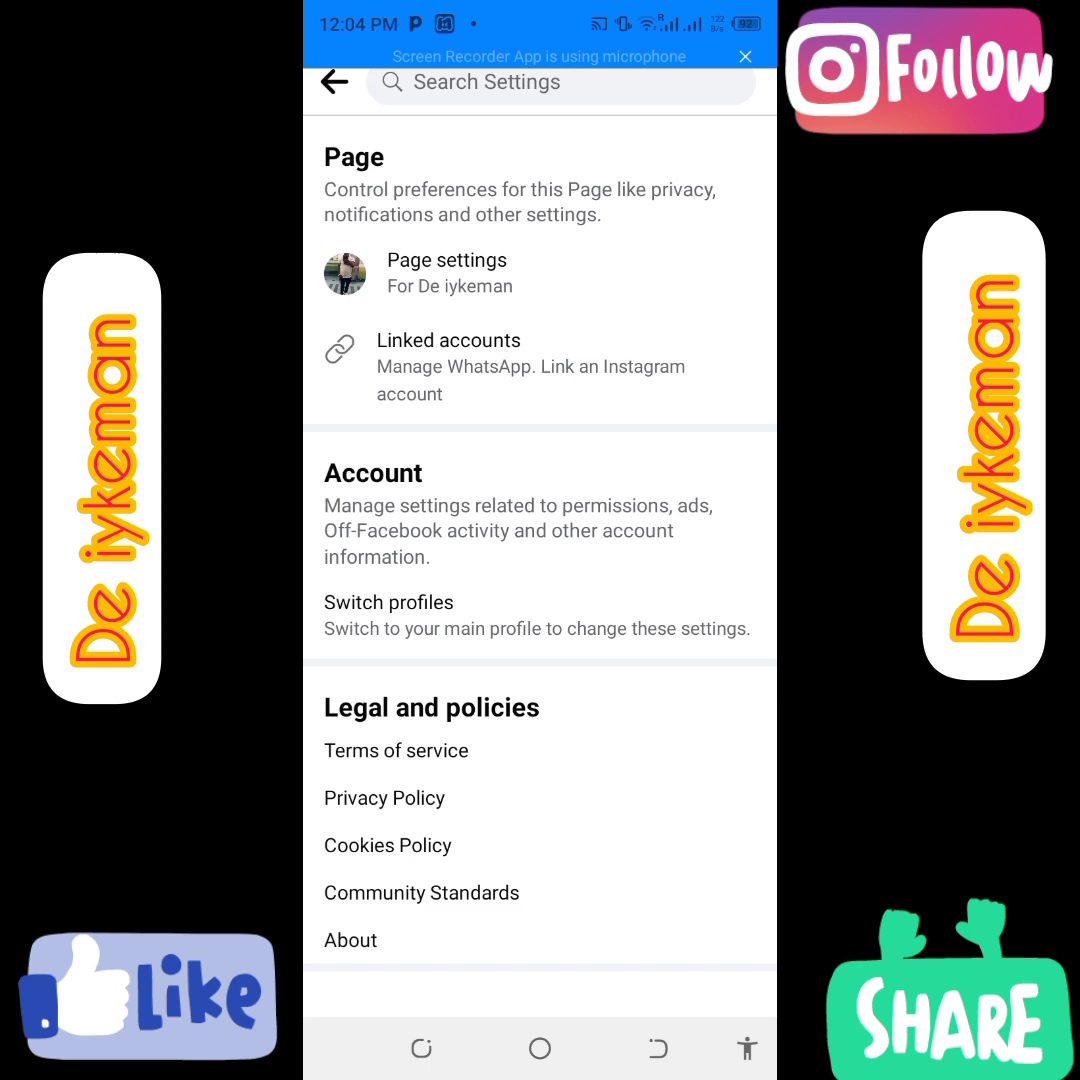 12:04 PM
122 B/s
92
Screen Recorder App is using microphone
Search Settings
Page
Control preferences for this Page like privacy,
notifications and other settings.
Page settings
For De iykeman
Linked accounts
Manage WhatsApp. Link an Instagram
account
Account
Manage settings related to permissions, ads,
Off-Facebook activity and other account
information.
Switch profiles
Switch to your main profile to change these settings.
Legal and policies
Terms of service
Privacy Policy
Cookies Policy
Community Standards
About
Follow
De iykeman
De iykeman
Like
SHARE